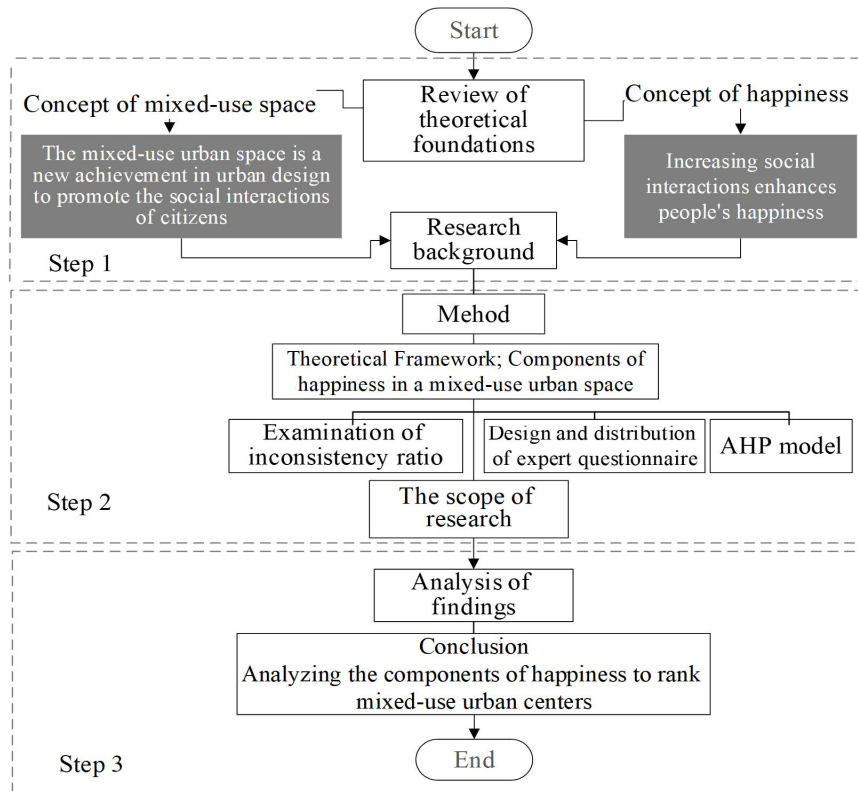 Start
Concept of mixed-use space
Review of
theoretical
foundations
Concept of happiness
The mixed-use urban space is a
new achievement in urban design
to promote the social interactions
of citizens
Increasing social
interactions enhances
people's happiness
Research
background
Step 1
Mehod
Theoretical Framework; Components of
happiness in a mixed-use urban space
Examination of
inconsistency ratio
Design and distribution
of expert questionnaire
AHP model
The scope of
research
Step 2
Analysis of
findings
Conclusion
Analyzing the components of happiness to rank
mixed-use urban centers
End
Step 3